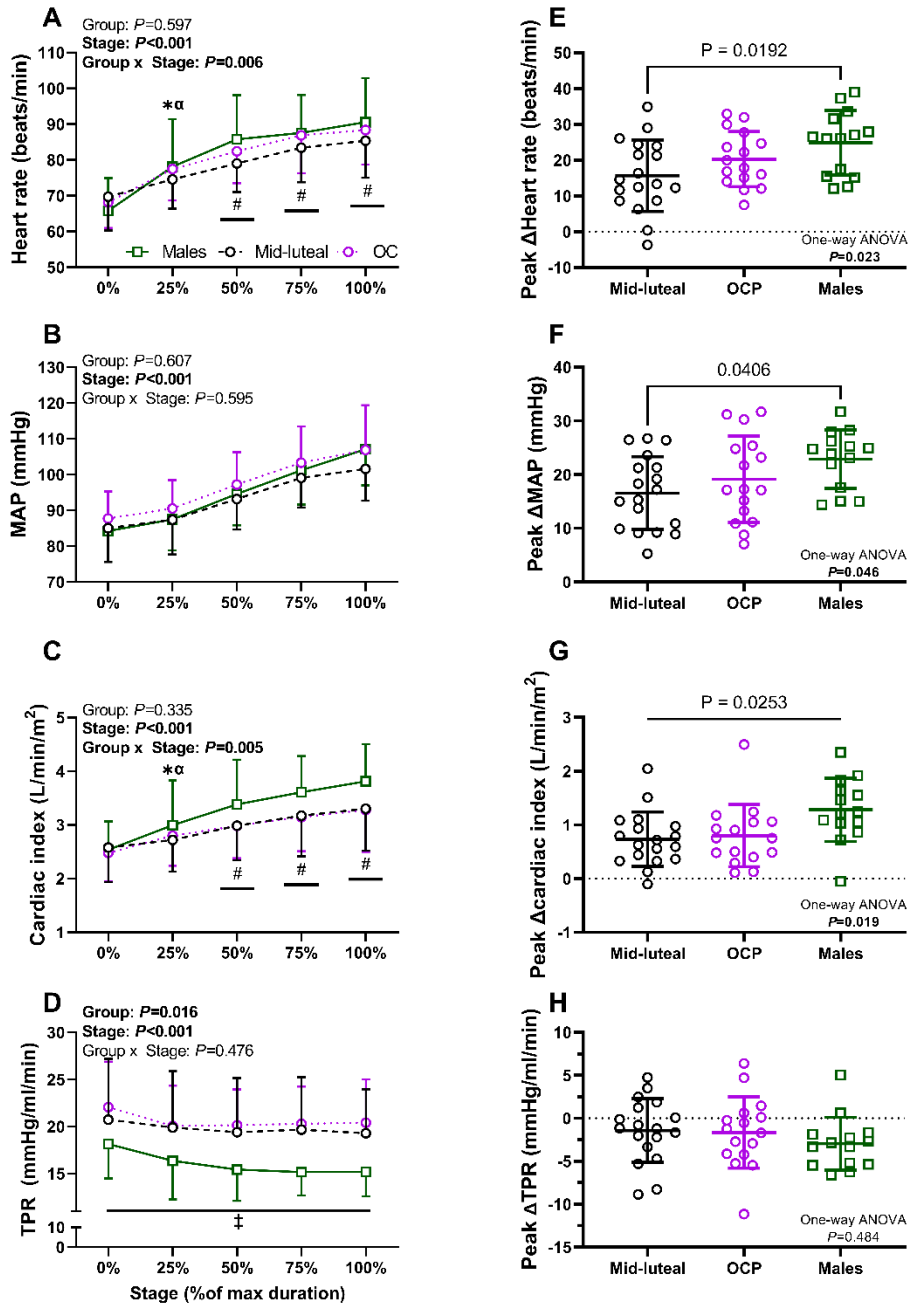 A
Group: P=0.597
Stage: P<0.001
Group x Stage: P=0.006
Heart rate (beats/min)
110
100
90
80
70
60
50
*α
#
#
#
Males
Mid-luteal
OC
0%
25%
50%
75%
100%
E
P = 0.0192
Peak ΔHeart rate (beats/min)
50
40
30
20
10
0
-10
One-way ANOVA
P=0.023
Mid-luteal
OCP
Males
B
Group: P=0.607
Stage: P<0.001
Group x Stage: P=0.595
MAP (mmHg)
130
120
110
100
90
80
70
0%
25%
50%
75%
100%
F
0.0406
Peak ΔMAP (mmHg)
40
30
20
10
0
One-way ANOVA
P=0.046
Mid-luteal
OCP
Males
C
Group: P=0.335
Stage: P<0.001
Group x Stage: P=0.005
Cardiac index (L/min/m²)
5
4
3
2
1
*α
#
#
#
0%
25%
50%
75%
100%
G
P = 0.0253
Peak Δcardiac index (L/min/m²)
3
2
1
0
-1
One-way ANOVA
P=0.019
Mid-luteal
OCP
Males
D
Group: P=0.016
Stage: P<0.001
Group x Stage: P=0.476
TPR (mmHg/ml/min)
30
25
20
15
10
0
‡
0%
25%
50%
75%
100%
Stage (%of max duration)
H
Peak ΔTPR (mmHg/ml/min)
10
5
0
-5
-10
-15
One-way ANOVA
P=0.484
Mid-luteal
OCP
Males